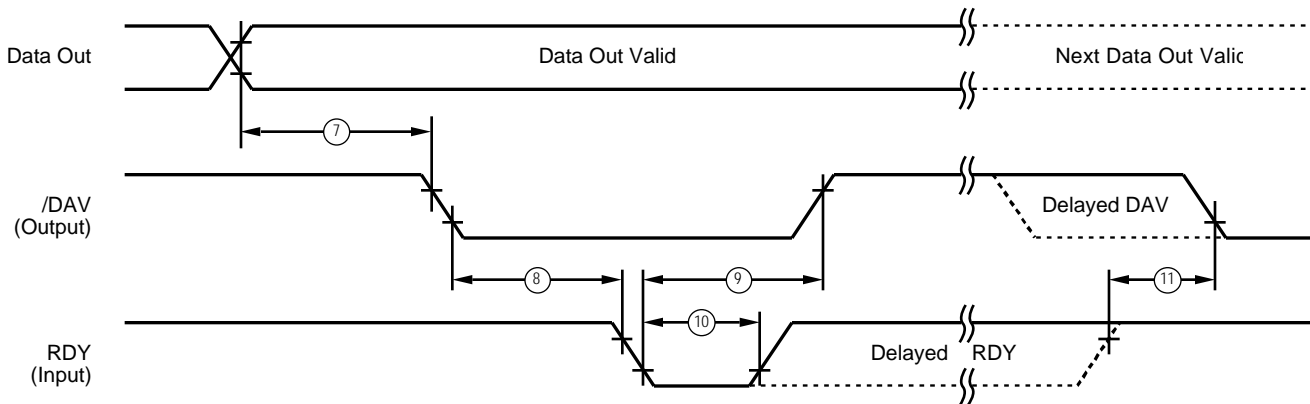 Data Out
Data Out Valid
Next Data Out Valid
7
/DAV
(Output)
Delayed DAV
8
9
11
10
RDY
(Input)
Delayed RDY